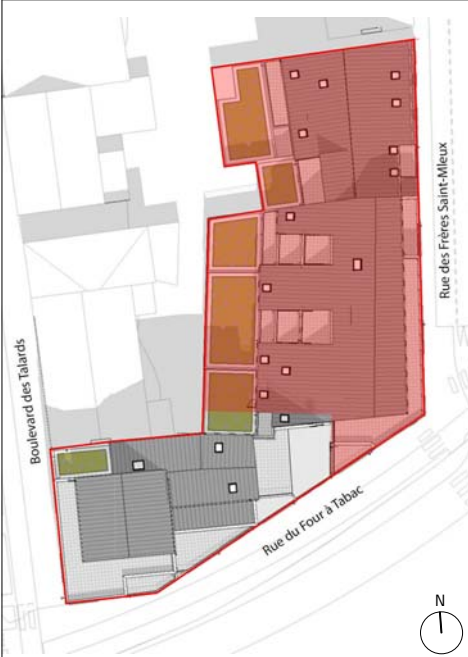 Rue des Frères Saint-Mleux
Boulevard des Talards
Rue du Four à Tabac
N